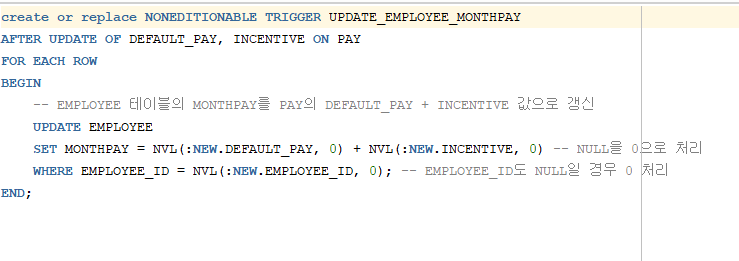 create or replace NONEDITIONABLE TRIGGER UPDATE_EMPLOYEE_MONTHPAY
AFTER UPDATE OF DEFAULT_PAY, INCENTIVE ON PAY
FOR EACH ROW
BEGIN
    -- EMPLOYEE 테이블의 MONTHPAY를 PAY의 DEFAULT_PAY + INCENTIVE 값으로 갱신
    UPDATE EMPLOYEE
    SET MONTHPAY = NVL(:NEW.DEFAULT_PAY, 0) + NVL(:NEW.INCENTIVE, 0) -- NULL을 0으로 처리
    WHERE EMPLOYEE_ID = NVL(:NEW.EMPLOYEE_ID, 0); -- EMPLOYEE_ID도 NULL일 경우 0 처리
END;